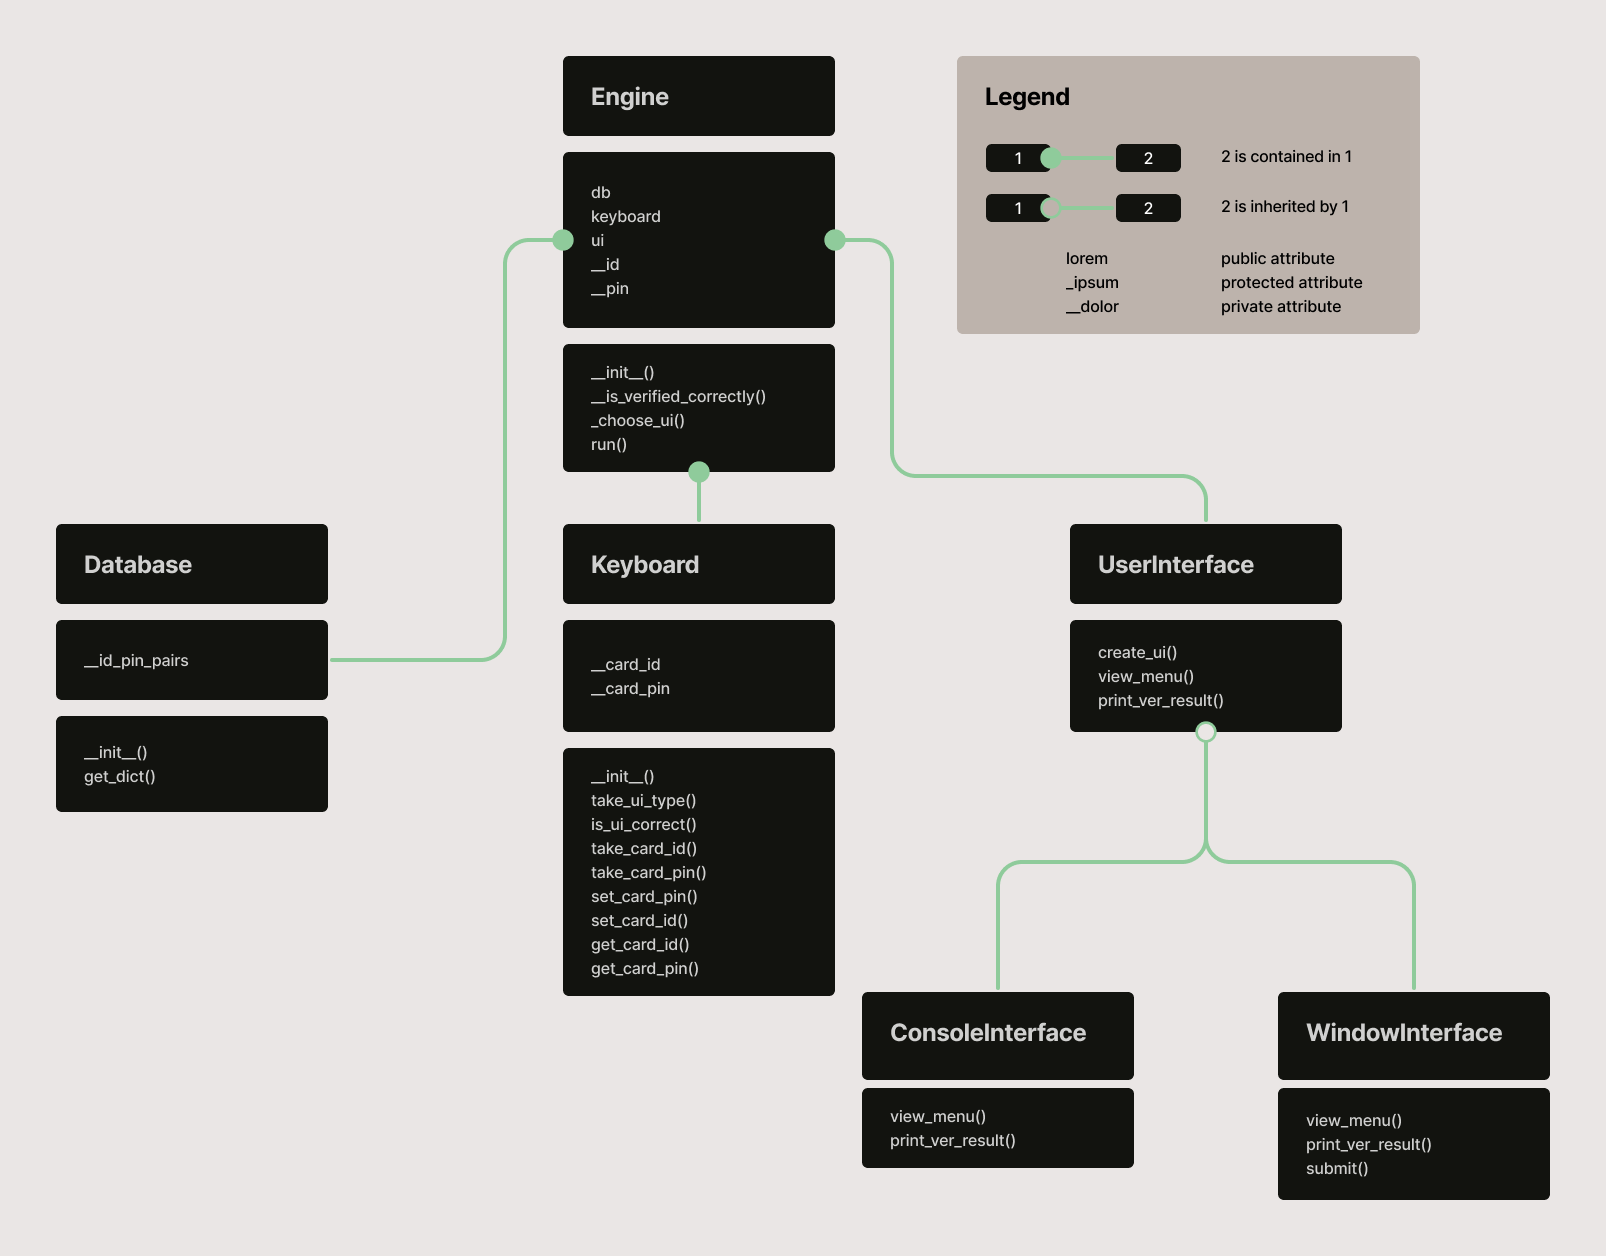 Engine
db
keyboard
ui
__id
__pin
__init__()
__is_verified_correctly()
_choose_ui()
run()
Legend
1 2 2 is contained in 1
1 2 2 is inherited by 1
lorem public attribute
_ipsum protected attribute
__dolor private attribute
Database
__id_pin_pairs
__init__()
get_dict()
Keyboard
__card_id
__card_pin
__init__()
take_ui_type()
is_ui_correct()
take_card_id()
take_card_pin()
set_card_pin()
set_card_id()
get_card_id()
get_card_pin()
UserInterface
create_ui()
view_menu()
print_ver_result()
ConsoleInterface
view_menu()
print_ver_result()
WindowInterface
view_menu()
print_ver_result()
submit()